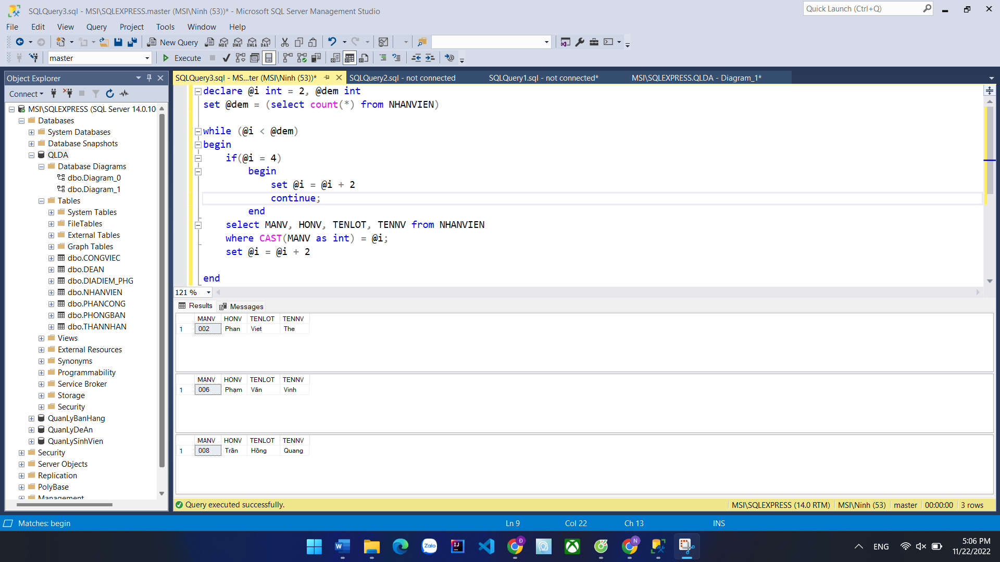 SQLQuery3.sql - MSI\SQLEXPRESS.master (MSI\Ninh (53))* - Microsoft SQL Server Management Studio
Quick Launch (Ctrl+Q)
File Edit View Query Project Tools Window Help
New Query
MDX DMX XMLA DAX
master
Execute
Object Explorer
Connect
MSI\SQLEXPRESS (SQL Server 14.0.10
Databases
System Databases
Database Snapshots
QLDA
Database Diagrams
dbo.Diagram_0
dbo.Diagram_1
Tables
System Tables
FileTables
External Tables
Graph Tables
dbo.CONGVIEC
dbo.DEAN
dbo.DIADIEM_PHG
dbo.NHANVIEN
dbo.PHANCONG
dbo.PHONGBAN
dbo.THANNHAN
Views
External Resources
Synonyms
Programmability
Service Broker
Storage
Security
QuanLyBanHang
QuanLyDeAn
QuanLySinhVien
Security
Server Objects
Replication
PolyBase
Management
SQLQuery3.sql - MS...ter (MSI\Ninh (53))* SQLQuery2.sql - not connected SQLQuery1.sql - not connected* MSI\SQLEXPRESS.QLDA - Diagram_1*
declare @i int = 2, @dem int
set @dem = (select count(*) from NHANVIEN)
while (@i < @dem)
begin
if(@i = 4)
begin
set @i = @i + 2
continue;
end
select MANV, HONV, TENLOT, TENNV from NHANVIEN
where CAST(MANV as int) = @i;
set @i = @i + 2
end
121 %
Results Messages
MANV HONV TENLOT TENNV
1 002 Phan Viet The
MANV HONV TENLOT TENNV
1 006 Phạm Văn Vinh
MANV HONV TENLOT TENNV
1 008 Trần Hồng Quang
Query executed successfully. MSI\SQLEXPRESS (14.0 RTM) MSI\Ninh (53) master 00:00:00 3 rows
Matches: begin Ln 9 Col 22 Ch 13 INS
Zalo
IJ
Đ
N
ENG
5:06 PM
11/22/2022